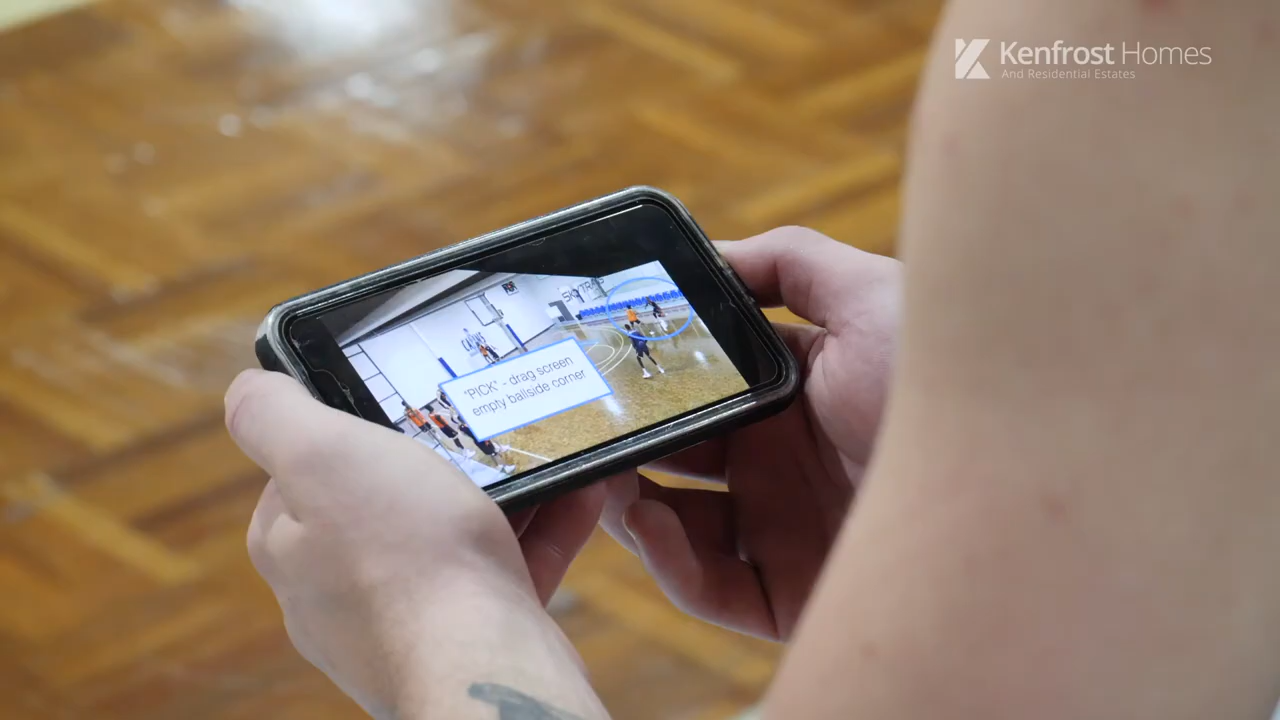 Kenfrost Homes
And Residential Estates
"PICK" - drag screen
empty ballside corner